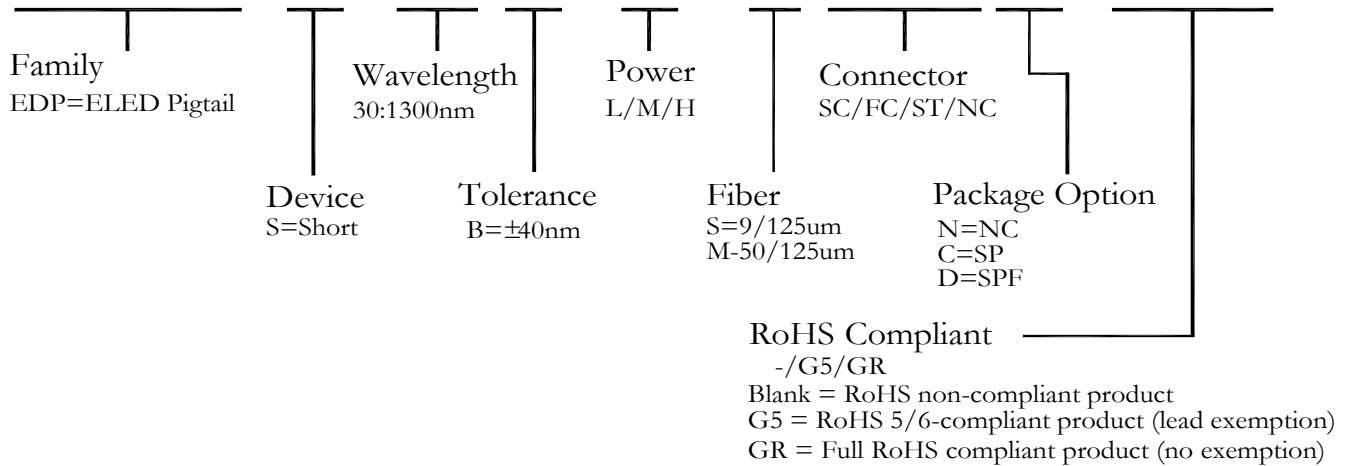 Family
EDP=ELED Pigtail
Wavelength
30:1300nm
Power
L/M/H
Connector
SC/FC/ST/NC
Device
S=Short
Tolerance
B=±40nm
Fiber
S=9/125um
M-50/125um
Package Option
N=NC
C=SP
D=SPF
RoHS Compliant
-/G5/GR
Blank = RoHS non-compliant product
G5 = RoHS 5/6-compliant product (lead exemption)
GR = Full RoHS compliant product (no exemption)